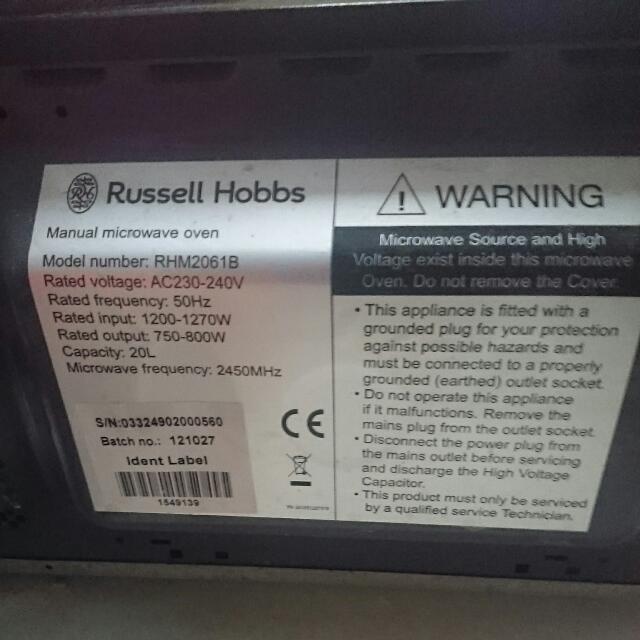 Russell Hobbs
Manual microwave oven
Model number: RHM2061B
Rated voltage: AC230-240V
Rated frequency: 50Hz
Rated input: 1200-1270W
Rated output: 750-800W
Capacity: 20L
Microwave frequency: 2450MHz
S/N:03324902000560
Batch no.: 121027
Ident Label
1549139
CE
WARNING
Microwave Source and High
Voltage exist inside this microwave
Oven. Do not remove the Cover.
• This appliance is fitted with a
grounded plug for your protection
against possible hazards and
must be connected to a properly
grounded (earthed) outlet socket.
• Do not operate this appliance
if it malfunctions. Remove the
mains plug from the outlet socket.
• Disconnect the power plug from
the mains outlet before servicing
and discharge the High Voltage
Capacitor.
• This product must only be serviced
by a qualified service Technician.